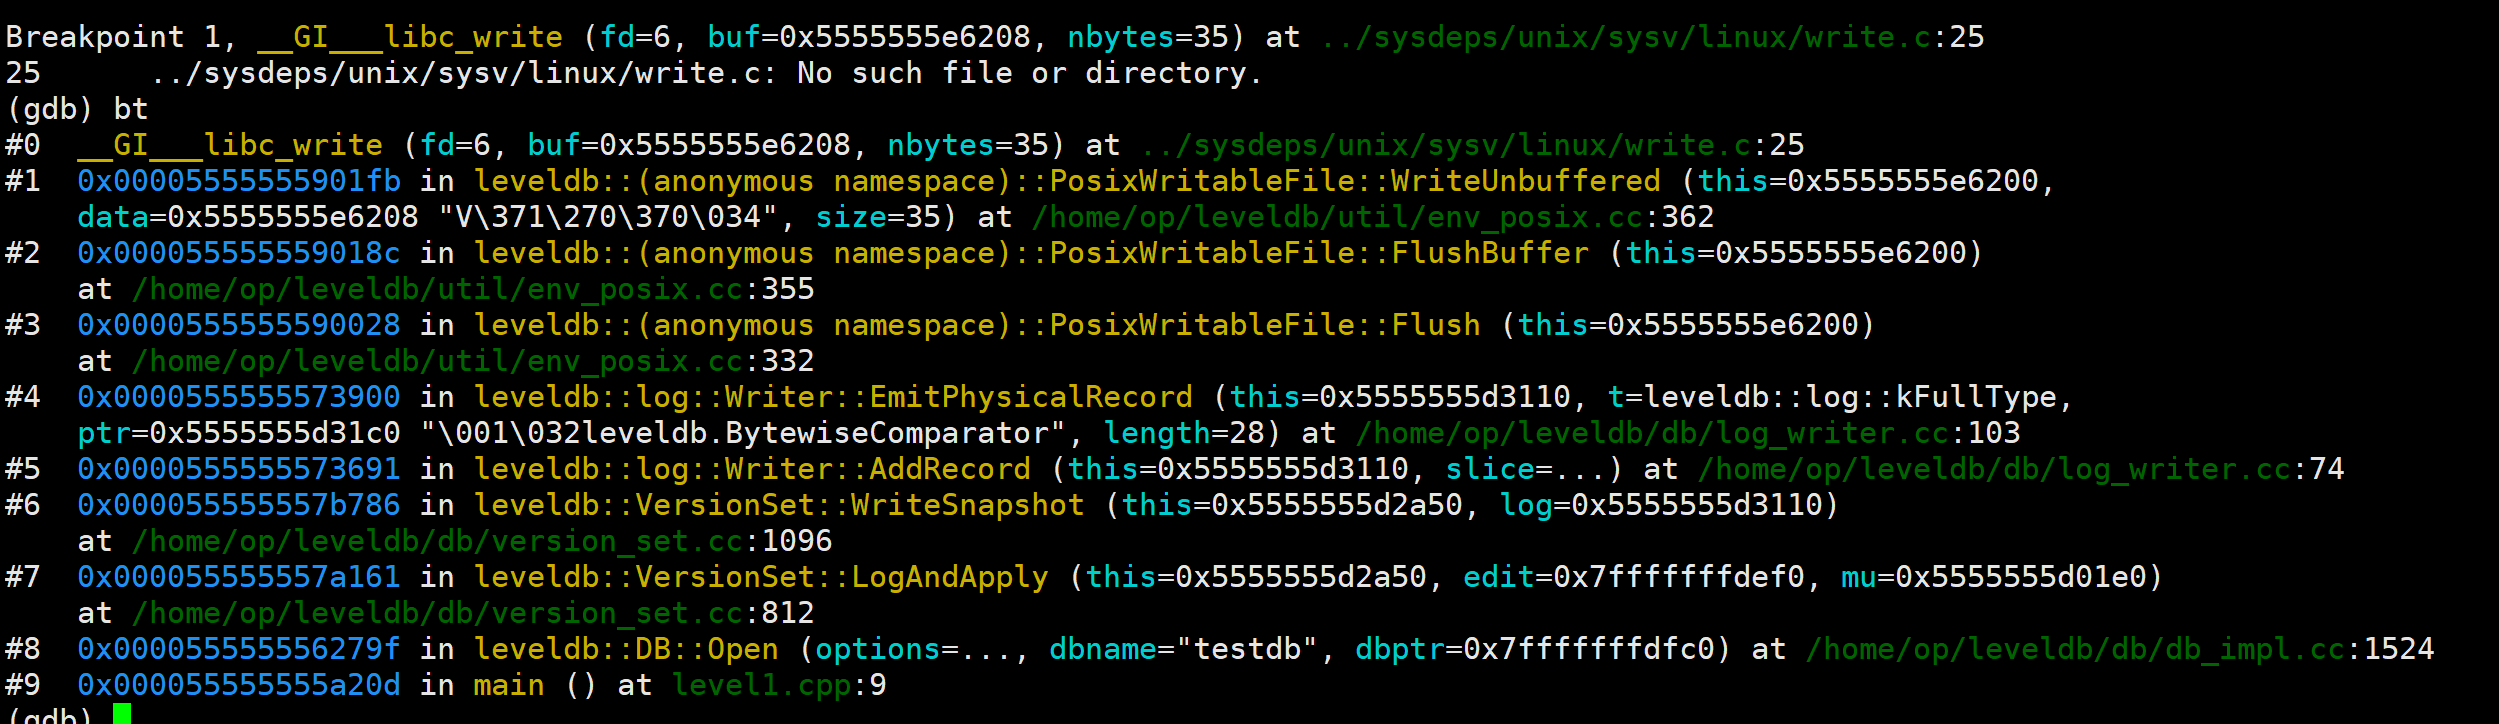 Breakpoint 1, __GI___libc_write (fd=6, buf=0x5555555e6208, nbytes=35) at ../sysdeps/unix/sysv/linux/write.c:25
25      ../sysdeps/unix/sysv/linux/write.c: No such file or directory.
(gdb) bt
#0  __GI___libc_write (fd=6, buf=0x5555555e6208, nbytes=35) at ../sysdeps/unix/sysv/linux/write.c:25
#1  0x00005555555901fb in leveldb::(anonymous namespace)::PosixWritableFile::WriteUnbuffered (this=0x5555555e6200,
    data=0x5555555e6208 "V\371\270\370\034", size=35) at /home/op/leveldb/util/env_posix.cc:362
#2  0x000055555559018c in leveldb::(anonymous namespace)::PosixWritableFile::FlushBuffer (this=0x5555555e6200)
    at /home/op/leveldb/util/env_posix.cc:355
#3  0x0000555555590028 in leveldb::(anonymous namespace)::PosixWritableFile::Flush (this=0x5555555e6200)
    at /home/op/leveldb/util/env_posix.cc:332
#4  0x0000555555573900 in leveldb::log::Writer::EmitPhysicalRecord (this=0x5555555d3110, t=leveldb::log::kFullType,
    ptr=0x5555555d31c0 "\001\032leveldb.BytewiseComparator", length=28) at /home/op/leveldb/db/log_writer.cc:103
#5  0x0000555555573691 in leveldb::log::Writer::AddRecord (this=0x5555555d3110, slice=...) at /home/op/leveldb/db/log_writer.cc:74
#6  0x000055555557b786 in leveldb::VersionSet::WriteSnapshot (this=0x5555555d2a50, log=0x5555555d3110)
    at /home/op/leveldb/db/version_set.cc:1096
#7  0x000055555557a161 in leveldb::VersionSet::LogAndApply (this=0x5555555d2a50, edit=0x7fffffffdef0, mu=0x5555555d01e0)
    at /home/op/leveldb/db/version_set.cc:812
#8  0x000055555556279f in leveldb::DB::Open (options=..., dbname="testdb", dbptr=0x7fffffffdfc0) at /home/op/leveldb/db/db_impl.cc:1524
#9  0x000055555555a20d in main () at level1.cpp:9
(gdb)